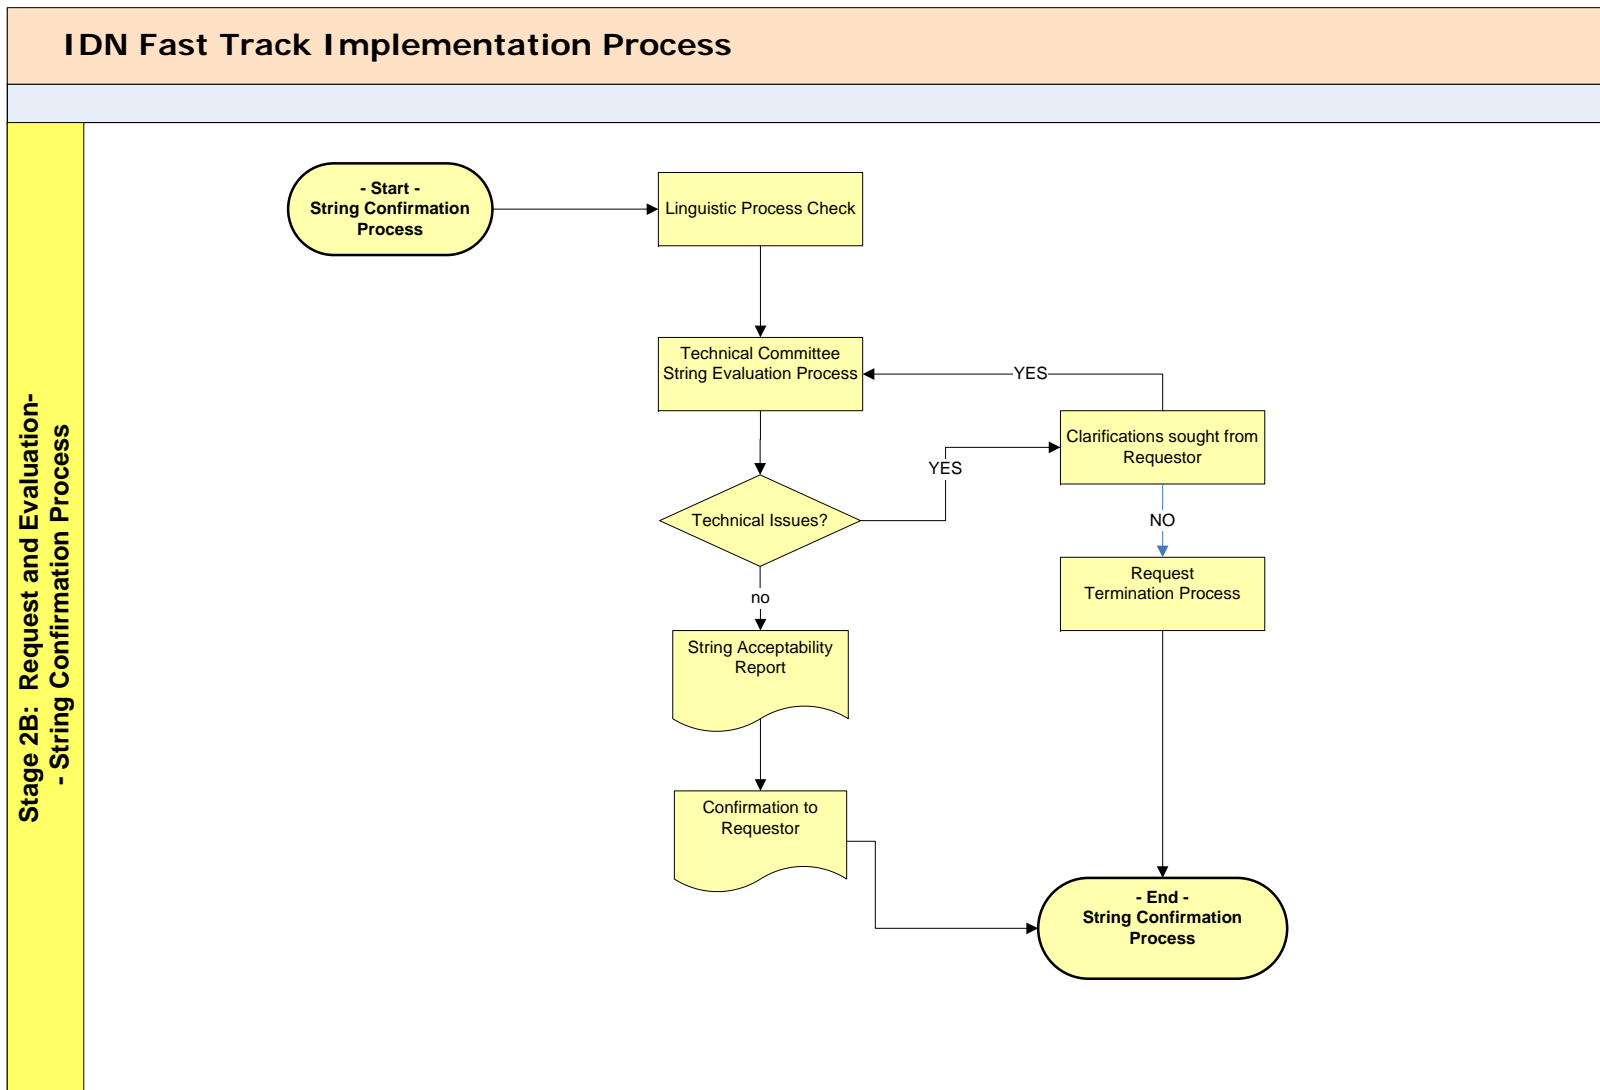 IDN Fast Track Implementation Process
Stage 2B:  Request and Evaluation-
- String Confirmation Process
- Start -
String Confirmation
Process
Linguistic Process Check
Technical Committee
String Evaluation Process
YES
Clarifications sought from
Requestor
YES
Technical Issues?
NO
Request
Termination Process
no
String Acceptability
Report
Confirmation to
Requestor
- End -
String Confirmation
Process